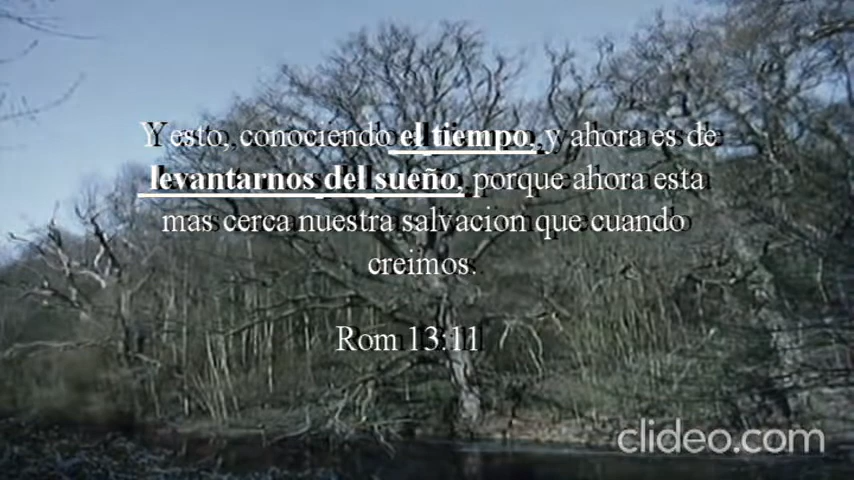 Y esto, conociendo el tiempo, y ahora es de
levantarnos del sueño, porque ahora esta
mas cerca nuestra salvacion que cuando
creimos.
Rom 13:11
clideo.com